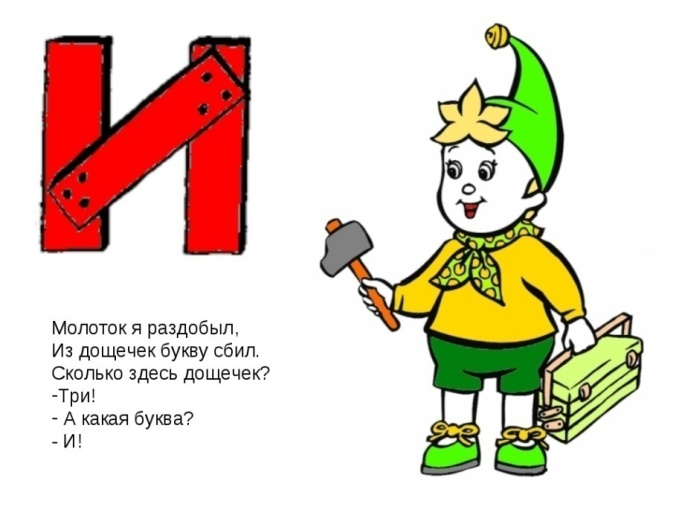 И
Молоток я раздобыл,
Из дощечек букву сбил.
Сколько здесь дощечек?
-Три!
- А какая буква?
- И!